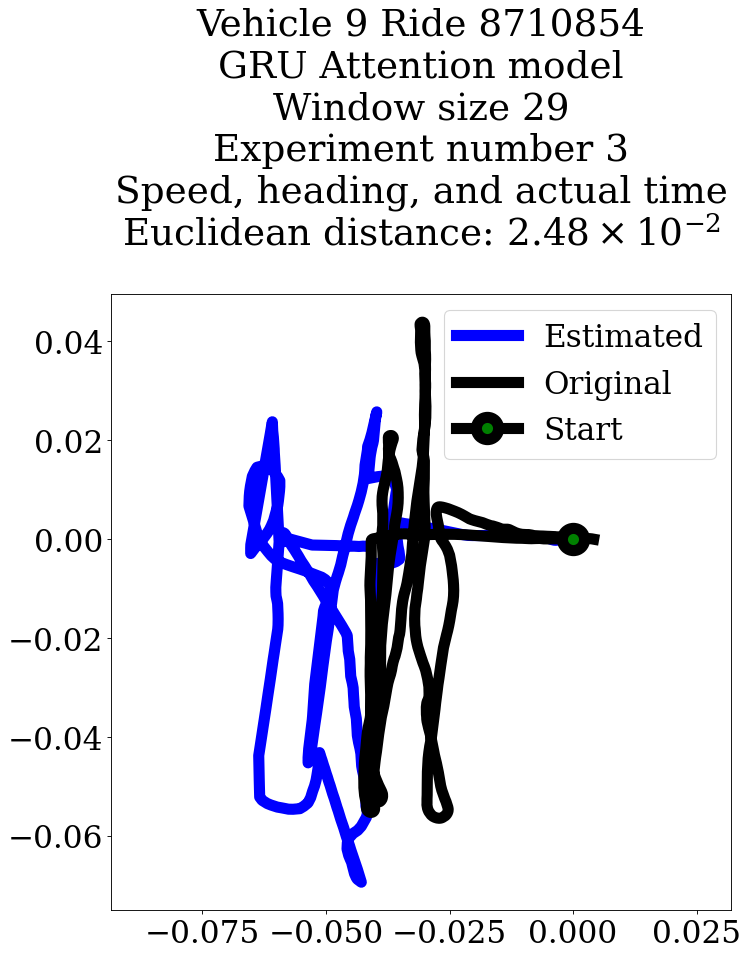 Vehicle 9 Ride 8710854
GRU Attention model
Window size 29
Experiment number 3
Speed, heading, and actual time
Euclidean distance: 2.48 × 10⁻²
Estimated
Original
Start
0.04
0.02
0.00
−0.02
−0.04
−0.06
−0.075 −0.050 −0.025 0.000 0.025